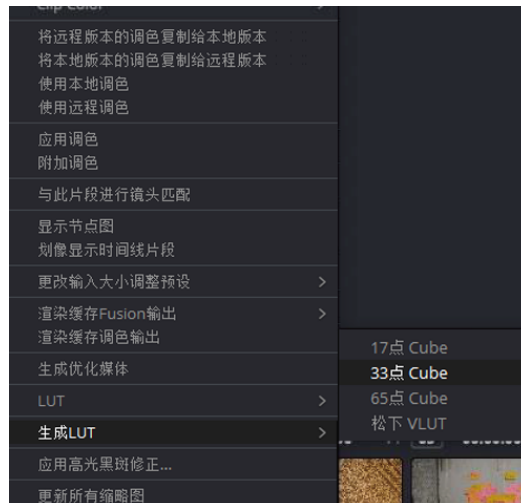 Clip Color
将远程版本的调色复制给本地版本
将本地版本的调色复制给远程版本
使用本地调色
使用远程调色
应用调色
附加调色
与此片段进行镜头匹配
显示节点图
划像显示时间线片段
更改输入大小调整预设
渲染缓存Fusion输出
渲染缓存调色输出
生成优化媒体
LUT
生成LUT
应用高光黑斑修正...
更新所有缩略图
17点 Cube
33点 Cube
65点 Cube
松下 VLUT